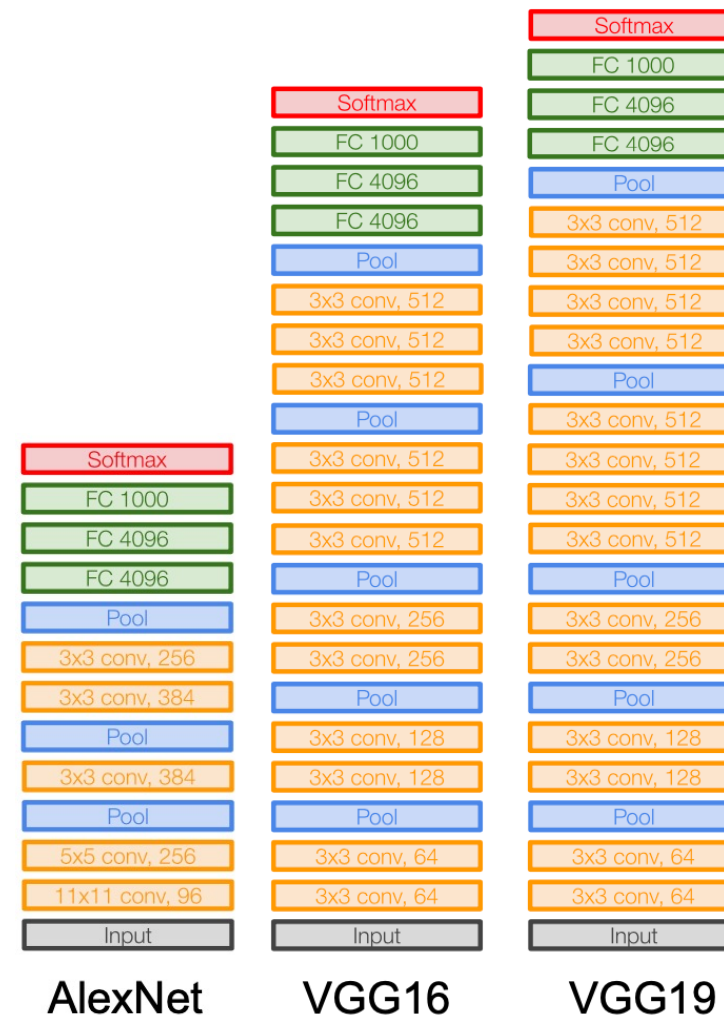 Softmax
FC 1000
FC 4096
FC 4096
Pool
3x3 conv, 256
3x3 conv, 384
Pool
3x3 conv, 384
Pool
5x5 conv, 256
11x11 conv, 96
Input
AlexNet
Softmax
FC 1000
FC 4096
FC 4096
Pool
3x3 conv, 512
3x3 conv, 512
3x3 conv, 512
Pool
3x3 conv, 512
3x3 conv, 512
3x3 conv, 512
Pool
3x3 conv, 256
3x3 conv, 256
Pool
3x3 conv, 128
3x3 conv, 128
Pool
3x3 conv, 64
3x3 conv, 64
Input
VGG16
Softmax
FC 1000
FC 4096
FC 4096
Pool
3x3 conv, 512
3x3 conv, 512
3x3 conv, 512
3x3 conv, 512
Pool
3x3 conv, 512
3x3 conv, 512
3x3 conv, 512
3x3 conv, 512
Pool
3x3 conv, 256
3x3 conv, 256
Pool
3x3 conv, 128
3x3 conv, 128
Pool
3x3 conv, 64
3x3 conv, 64
Input
VGG19